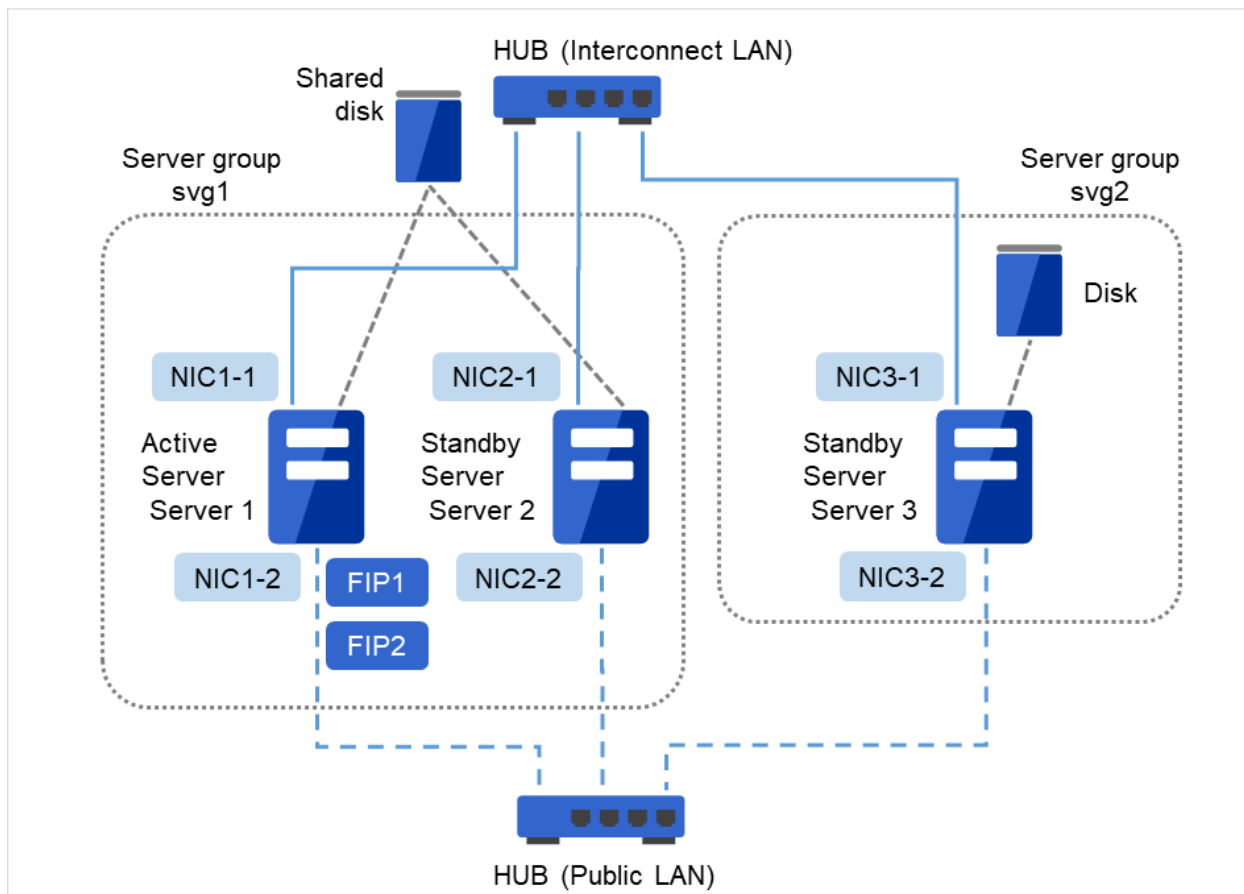 HUB (Interconnect LAN)
Shared
disk
Server group
svg1
Server group
svg2
Disk
NIC1-1
NIC2-1
NIC3-1
Active
Server
Server 1
Standby
Server
Server 2
Standby
Server
Server 3
NIC1-2
FIP1
NIC2-2
NIC3-2
FIP2
HUB (Public LAN)